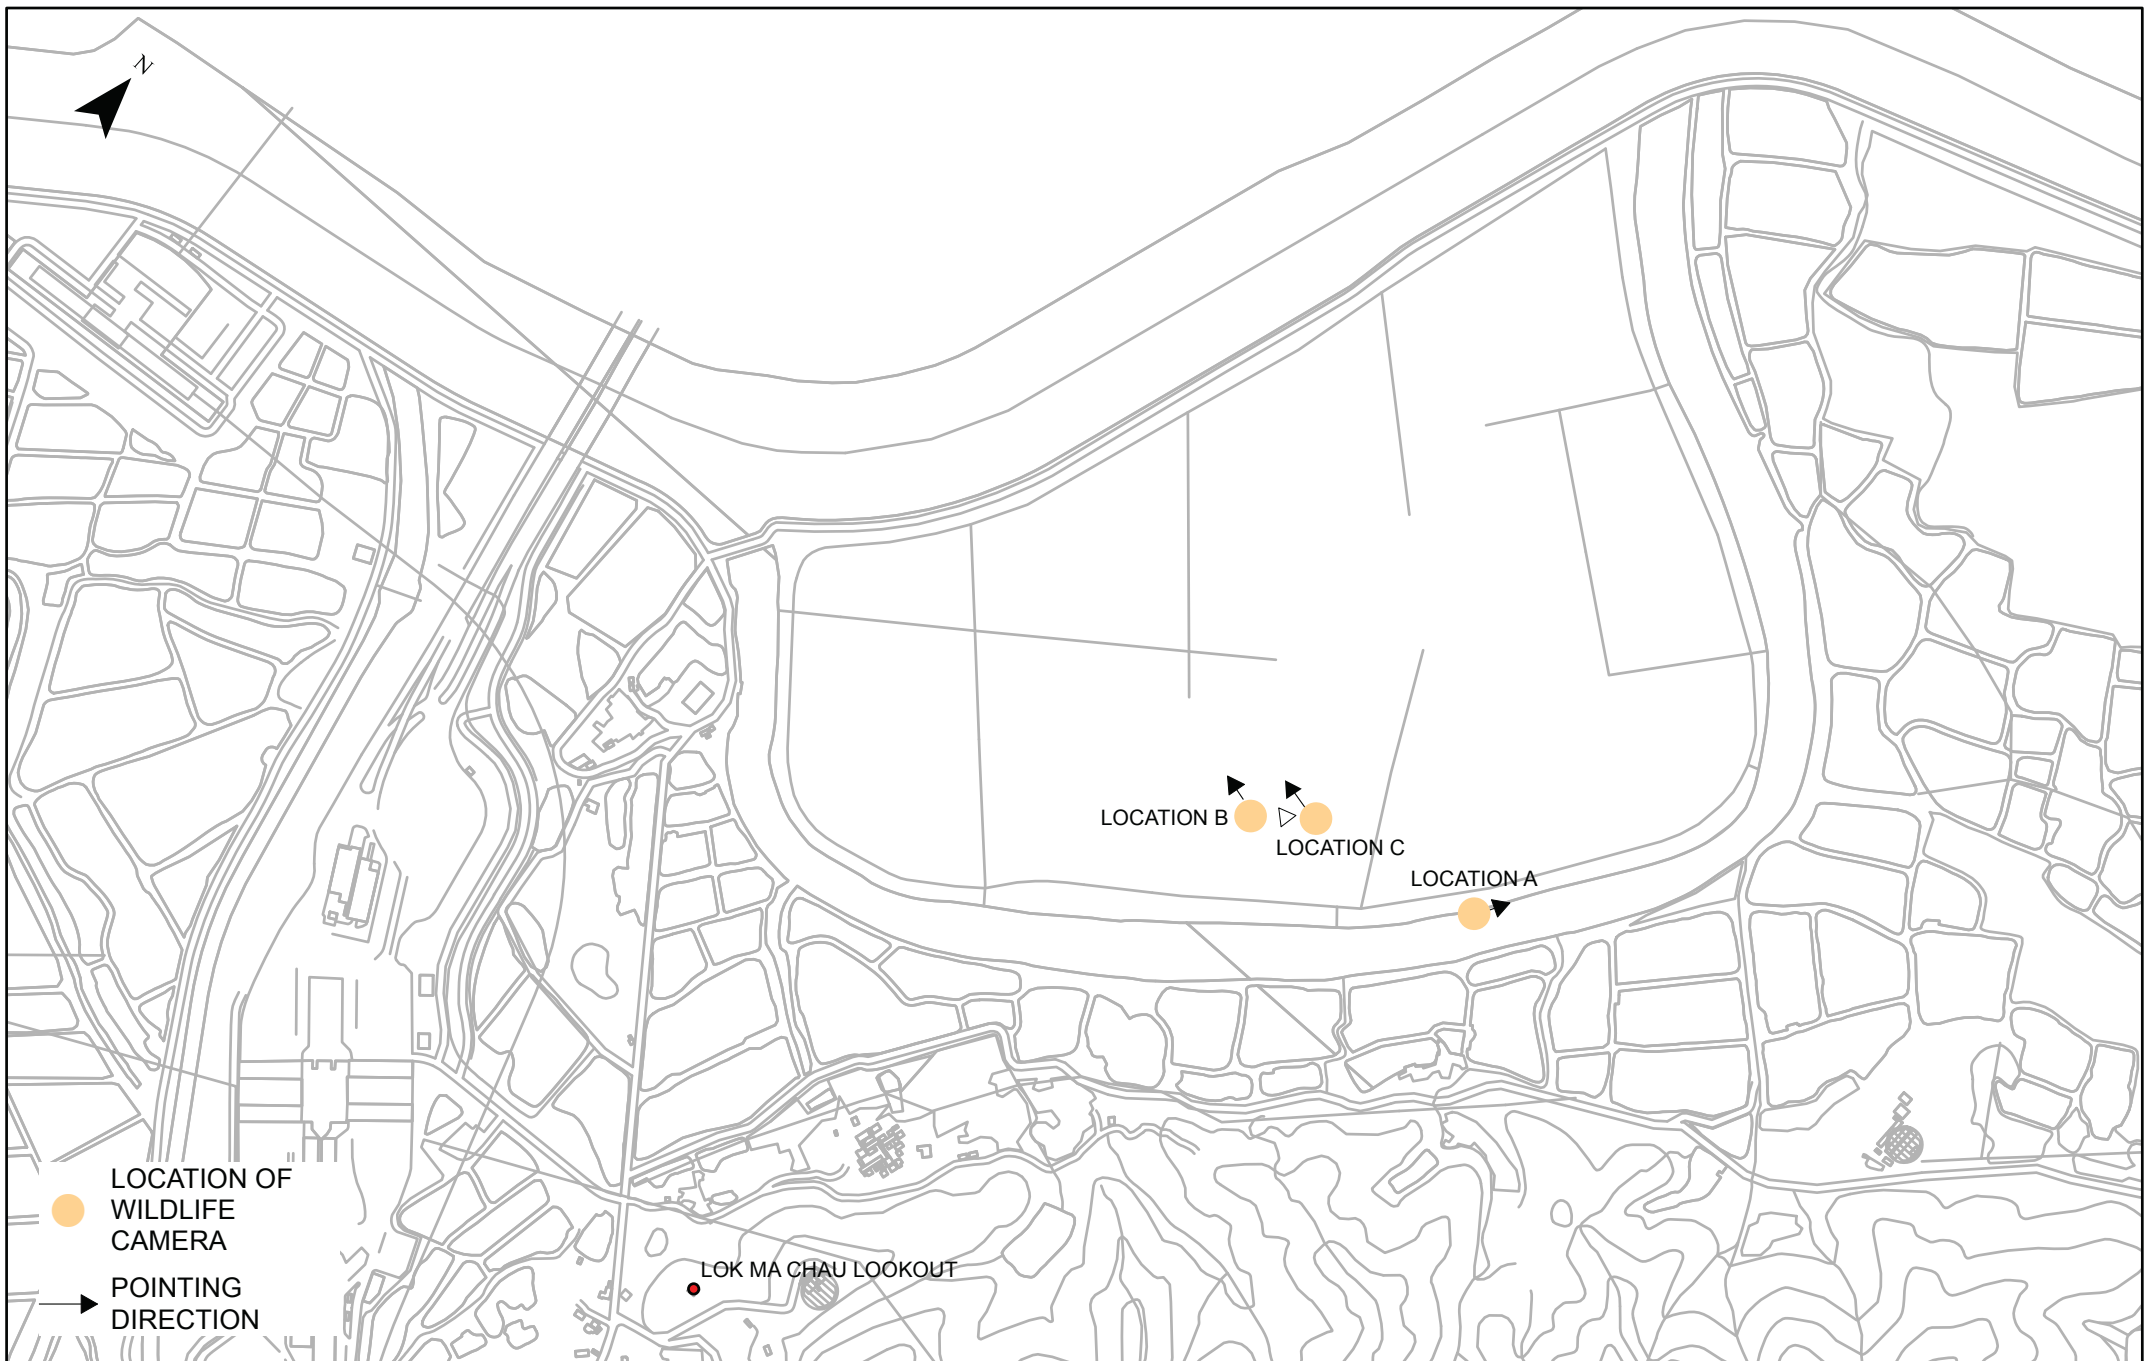 N
LOCATION B
LOCATION C
LOCATION A
LOCATION OF
WILDLIFE
CAMERA
POINTING
DIRECTION
LOK MA CHAU LOOKOUT